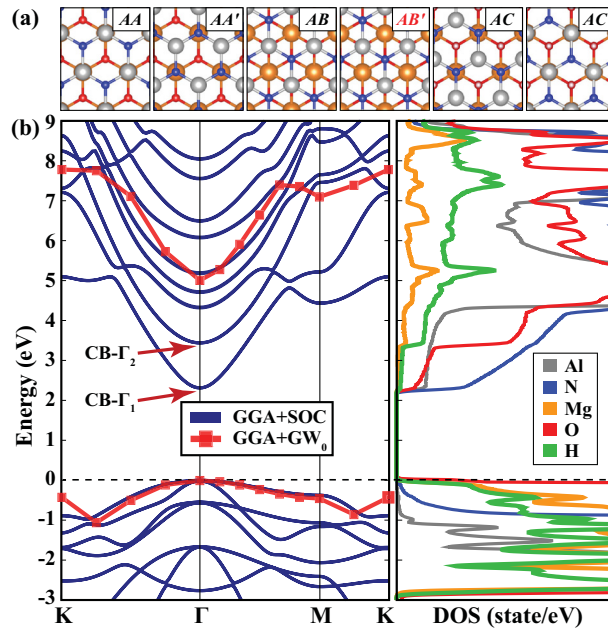 (a)
AA
AA'
AB
AB'
AC
AC
(b)
9
8
7
6
5
4
3
2
1
0
-1
-2
-3
Energy (eV)
CB-Γ2
CB-Γ1
GGA+SOC
GGA+GW0
K
Γ
M
K
Al
N
Mg
O
H
DOS (state/eV)